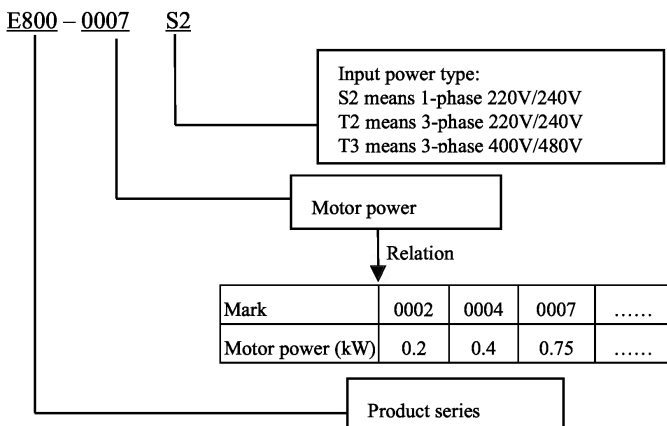 E800 – 0007 S2
Input power type:
S2 means 1-phase 220V/240V
T2 means 3-phase 220V/240V
T3 means 3-phase 400V/480V
Motor power
Relation
Mark 0002 0004 0007 ……
Motor power (kW) 0.2 0.4 0.75 ……
Product series